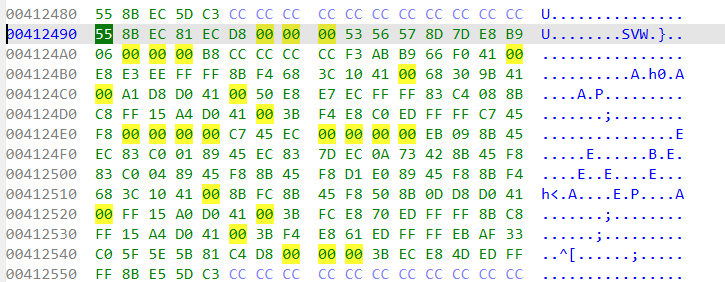 00412480 55 8B EC 5D C3 CC CC CC CC CC CC CC CC CC CC CC U...............
00412490 55 8B EC 81 EC D8 00 00 00 53 56 57 8D 7D E8 B9 U........SVW.}..
004124A0 06 00 00 00 B8 CC CC CC CC F3 AB B9 66 F0 41 00 ................
004124B0 E8 E3 EE FF FF 8B F4 68 3C 10 41 00 68 30 9B 41 .........A.h0.A
004124C0 00 A1 D8 D0 41 00 50 E8 E7 EC FF FF 83 C4 08 8B ....A.P.........
004124D0 C8 FF 15 A4 D0 41 00 3B F4 E8 C0 ED FF FF C7 45 .......;.......
004124E0 F8 00 00 00 00 C7 45 EC 00 00 00 00 EB 09 8B 45 ...............E
004124F0 EC 83 C0 01 89 45 EC 83 7D EC 0A 73 42 8B 45 F8 .....E.....B.E.
00412500 83 C0 04 89 45 F8 8B 45 F8 D1 E0 89 45 F8 8B F4 ....E..E....E...
00412510 68 3C 10 41 00 8B FC 8B 45 F8 50 8B 0D D8 D0 41 h<.A....E.P....A
00412520 00 FF 15 A0 D0 41 00 3B FC E8 70 ED FF FF 8B C8 .......;........
00412530 FF 15 A4 D0 41 00 3B F4 E8 61 ED FF FF EB AF 33 ......;.........
00412540 C0 5F 5E 5B 81 C4 D8 00 00 00 3B EC E8 4D ED FF ..^[......;.....
00412550 FF 8B E5 5D C3 CC CC CC CC CC CC CC CC CC CC CC ................